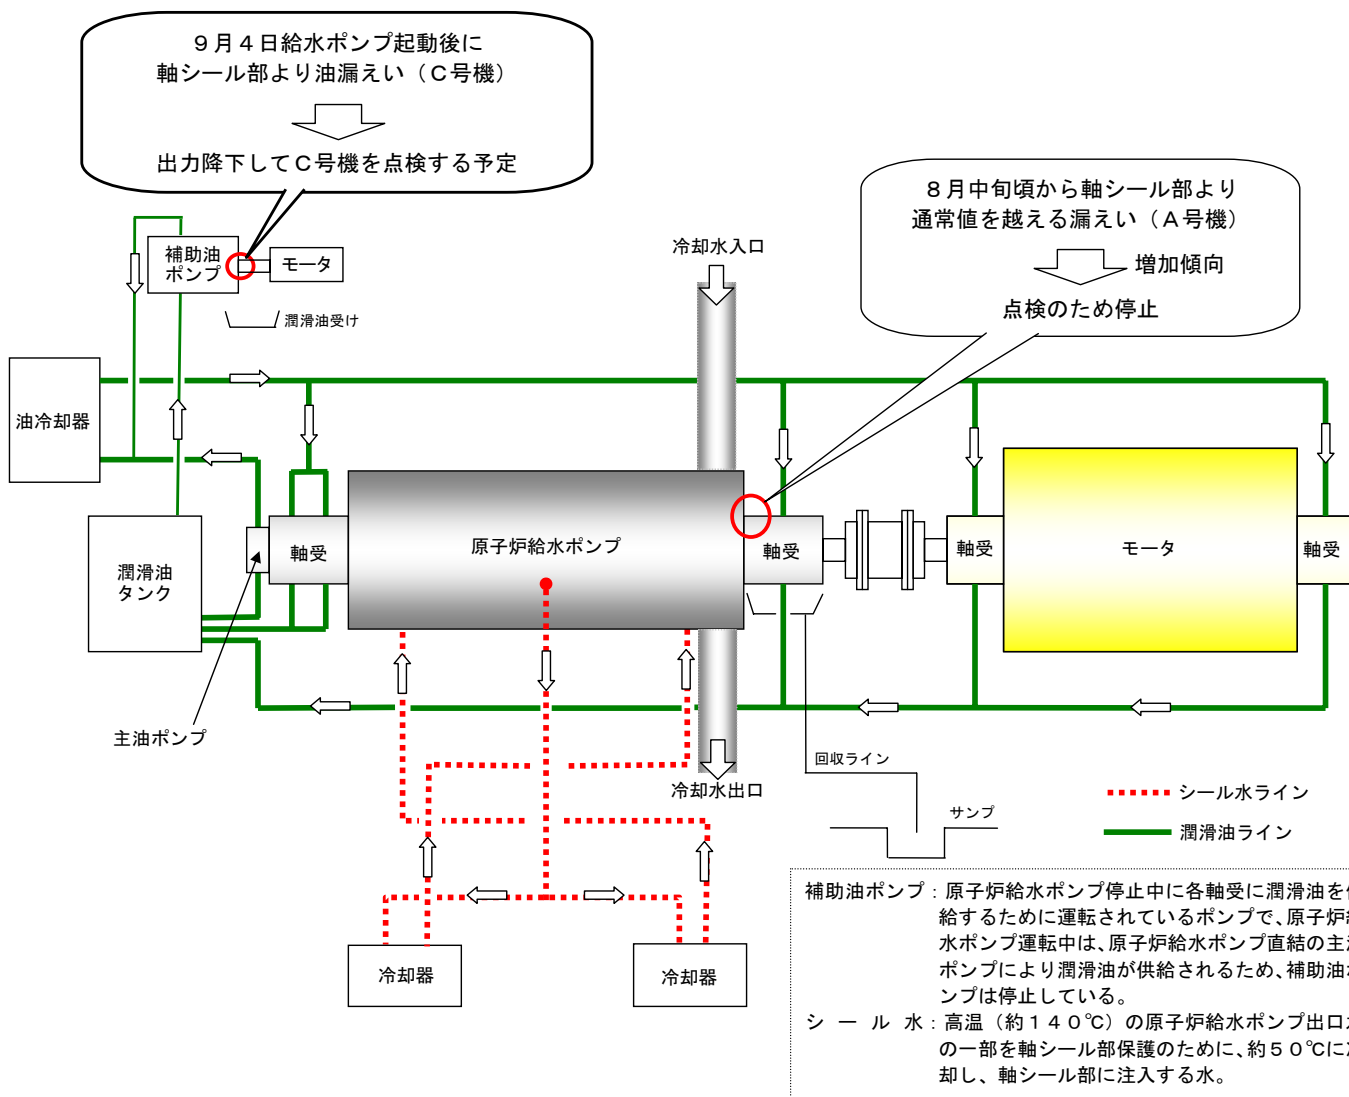 ９月４日給水ポンプ起動後に
軸シール部より油漏えい（Ｃ号機）
出力降下してＣ号機を点検する予定
８月中旬頃から軸シール部より
通常値を越える漏えい（Ａ号機）
増加傾向
点検のため停止
補助油
ポンプ
モータ
潤滑油受け
冷却水入口
油冷却器
潤滑油
タンク
軸受
原子炉給水ポンプ
軸受
軸受
モータ
軸受
主油ポンプ
冷却水出口
回収ライン
サンプ
シール水ライン
潤滑油ライン
冷却器
冷却器
補助油ポンプ：原子炉給水ポンプ停止中に各軸受に潤滑油を
給するために運転されているポンプで、原子炉
水ポンプ運転中は、原子炉給水ポンプ直結の主
ポンプにより潤滑油が供給されるため、補助油
ンプは停止している。
シ ー ル 水：高温（約１４０℃）の原子炉給水ポンプ出口
の一部を軸シール部保護のために、約５０℃に
却し、軸シール部に注入する水。